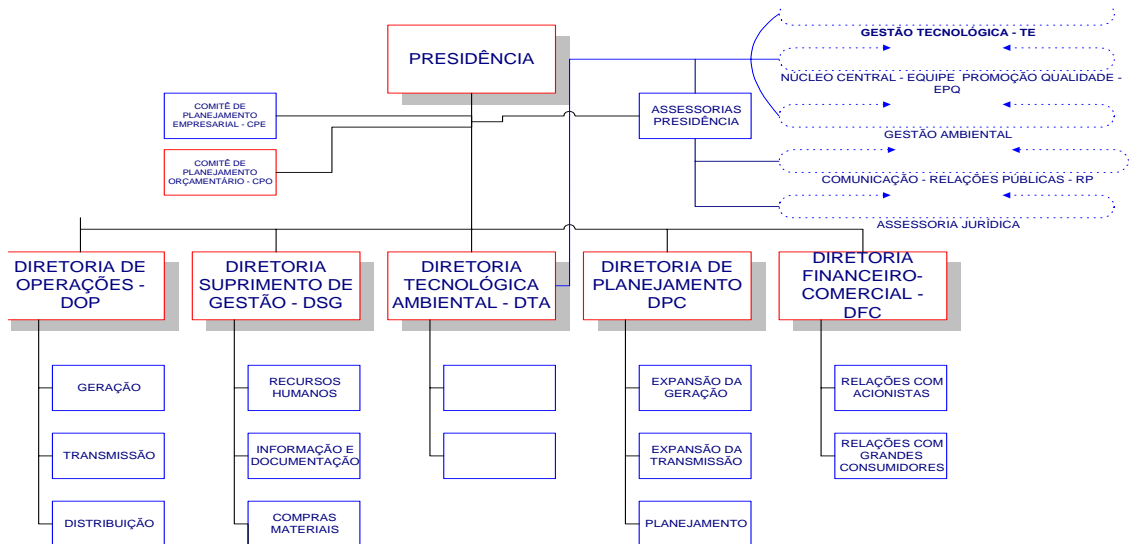 PRESIDÊNCIA
COMITÊ DE
PLANEJAMENTO
EMPRESARIAL - CPE
COMITÊ DE
PLANEJAMENTO
ORÇAMENTÁRIO - CPO
ASSESSORIAS
PRESIDÊNCIA
GESTÃO TECNOLÓGICA - TE
NÚCLEO CENTRAL - EQUIPE PROMOÇÃO QUALIDADE -
EPQ
GESTÃO AMBIENTAL
COMUNICAÇÃO - RELAÇÕES PÚBLICAS - RP
ASSESSORIA JURÍDICA
DIRETORIA DE
OPERAÇÕES -
DOP
GERAÇÃO
TRANSMISSÃO
DISTRIBUIÇÃO
DIRETORIA
SUPRIMENTO DE
GESTÃO - DSG
RECURSOS
HUMANOS
INFORMAÇÃO E
DOCUMENTAÇÃO
COMPRAS
MATERIAIS
DIRETORIA
TECNOLÓGICA
AMBIENTAL - DTA
DIRETORIA DE
PLANEJAMENTO
DPC
EXPANSÃO DA
GERAÇÃO
EXPANSÃO DA
TRANSMISSÃO
PLANEJAMENTO
DIRETORIA
FINANCEIRO-
COMERCIAL -
DFC
RELAÇÕES COM
ACIONISTAS
RELAÇÕES COM
GRANDES
CONSUMIDORES